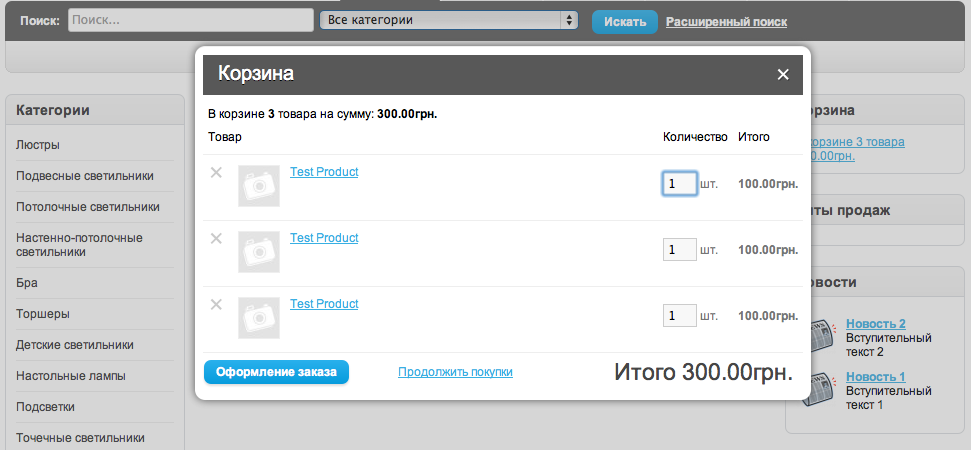 Поиск: Поиск... Все категории Искать Расширенный поиск
Корзина ×
В корзине 3 товара на сумму: 300.00грн.
Товар Количество Итого
Test Product 1 шт. 100.00грн.
Test Product 1 шт. 100.00грн.
Test Product 1 шт. 100.00грн.
Оформление заказа Продолжить покупки Итого 300.00грн.
Категории
Люстры
Подвесные светильники
Потолочные светильники
Настенно-потолочные
светильники
Бра
Торшеры
Детские светильники
Настольные лампы
Подсветки
Точечные светильники
орзина
корзине 3 товара
0.00грн.
ты продаж
овости
Новость 2
Вступительный
текст 2
Новость 1
Вступительный
текст 1